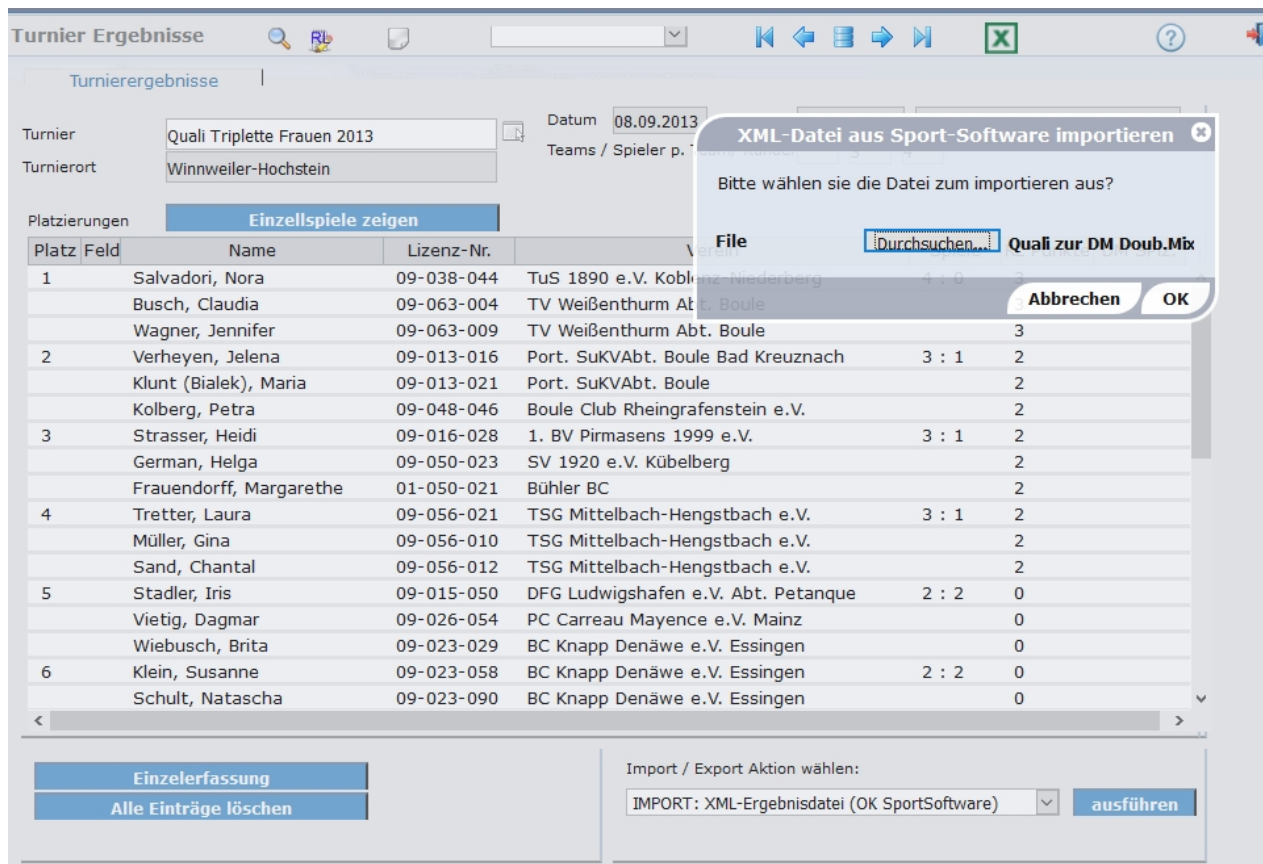 Turnier Ergebnisse
Turnierergebnisse
Turnier Quali Triplette Frauen 2013
Datum 08.09.2013
Turnierort Winnweiler-Hochstein
Teams / Spieler p.
XML-Datei aus Sport-Software importieren
Bitte wählen sie die Datei zum importieren aus?
File Durchsuchen... Quali zur DM Doub.Mix
Abbrechen OK
Platzierungen Einzellspiele zeigen
Platz Feld Name Lizenz-Nr.
1 Salvadori, Nora 09-038-044 TuS 1890 e.V. Koblenz-Niederberg 4 : 0 3
Busch, Claudia 09-063-004 TV Weißenthurm Abt. Boule 3
Wagner, Jennifer 09-063-009 TV Weißenthurm Abt. Boule 3
2 Verheyen, Jelena 09-013-016 Port. SuKVAbt. Boule Bad Kreuznach 3 : 1 2
Klunt (Bialek), Maria 09-013-021 Port. SuKVAbt. Boule 2
Kolberg, Petra 09-048-046 Boule Club Rheingrafenstein e.V. 2
3 Strasser, Heidi 09-016-028 1. BV Pirmasens 1999 e.V. 3 : 1 2
German, Helga 09-050-023 SV 1920 e.V. Kübelberg 2
Frauendorff, Margarethe 01-050-021 Bühler BC 2
4 Tretter, Laura 09-056-021 TSG Mittelbach-Hengstbach e.V. 3 : 1 2
Müller, Gina 09-056-010 TSG Mittelbach-Hengstbach e.V. 2
Sand, Chantal 09-056-012 TSG Mittelbach-Hengstbach e.V. 2
5 Stadler, Iris 09-015-050 DFG Ludwigshafen e.V. Abt. Petanque 2 : 2 0
Vietig, Dagmar 09-026-054 PC Carreau Mayence e.V. Mainz 0
Wiebusch, Brita 09-023-029 BC Knapp Denäwe e.V. Essingen 0
6 Klein, Susanne 09-023-058 BC Knapp Denäwe e.V. Essingen 2 : 2 0
Schult, Natascha 09-023-090 BC Knapp Denäwe e.V. Essingen 0
Einzelerfassung
Alle Einträge löschen
Import / Export Aktion wählen:
IMPORT: XML-Ergebnisdatei (OK SportSoftware) ausführen